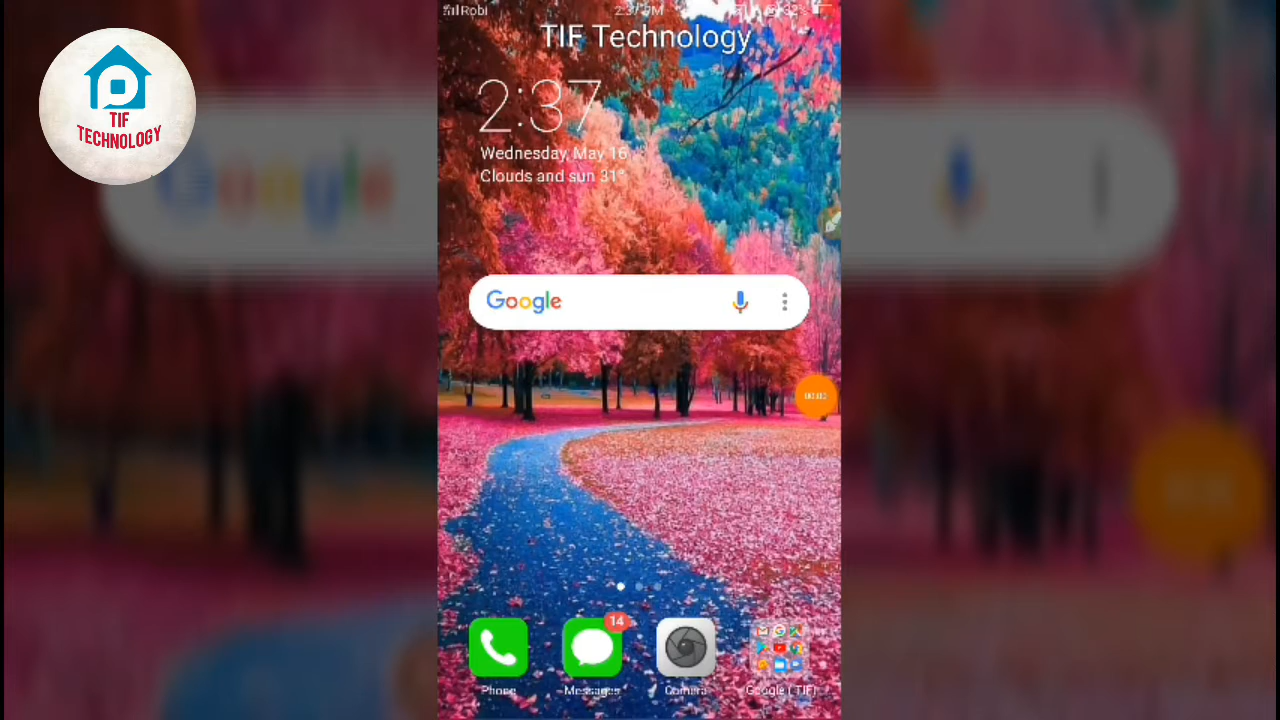 TIF
TECHNOLOGY
Robi
2:37 PM
TIF Technology
2:37
Wednesday, May 16
Clouds and sun 31°
Google
14
Phone
Messages
Camera
Google ( TIF)